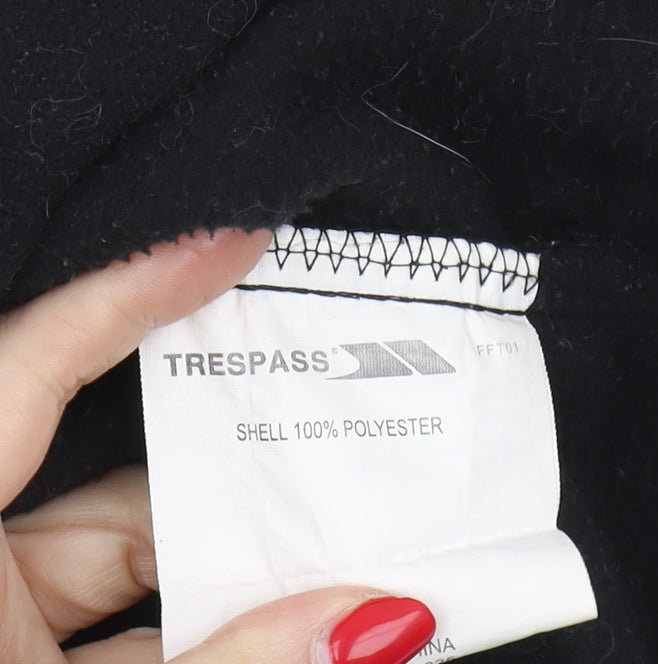 TRESPASS®
FFT01
SHELL 100% POLYESTER